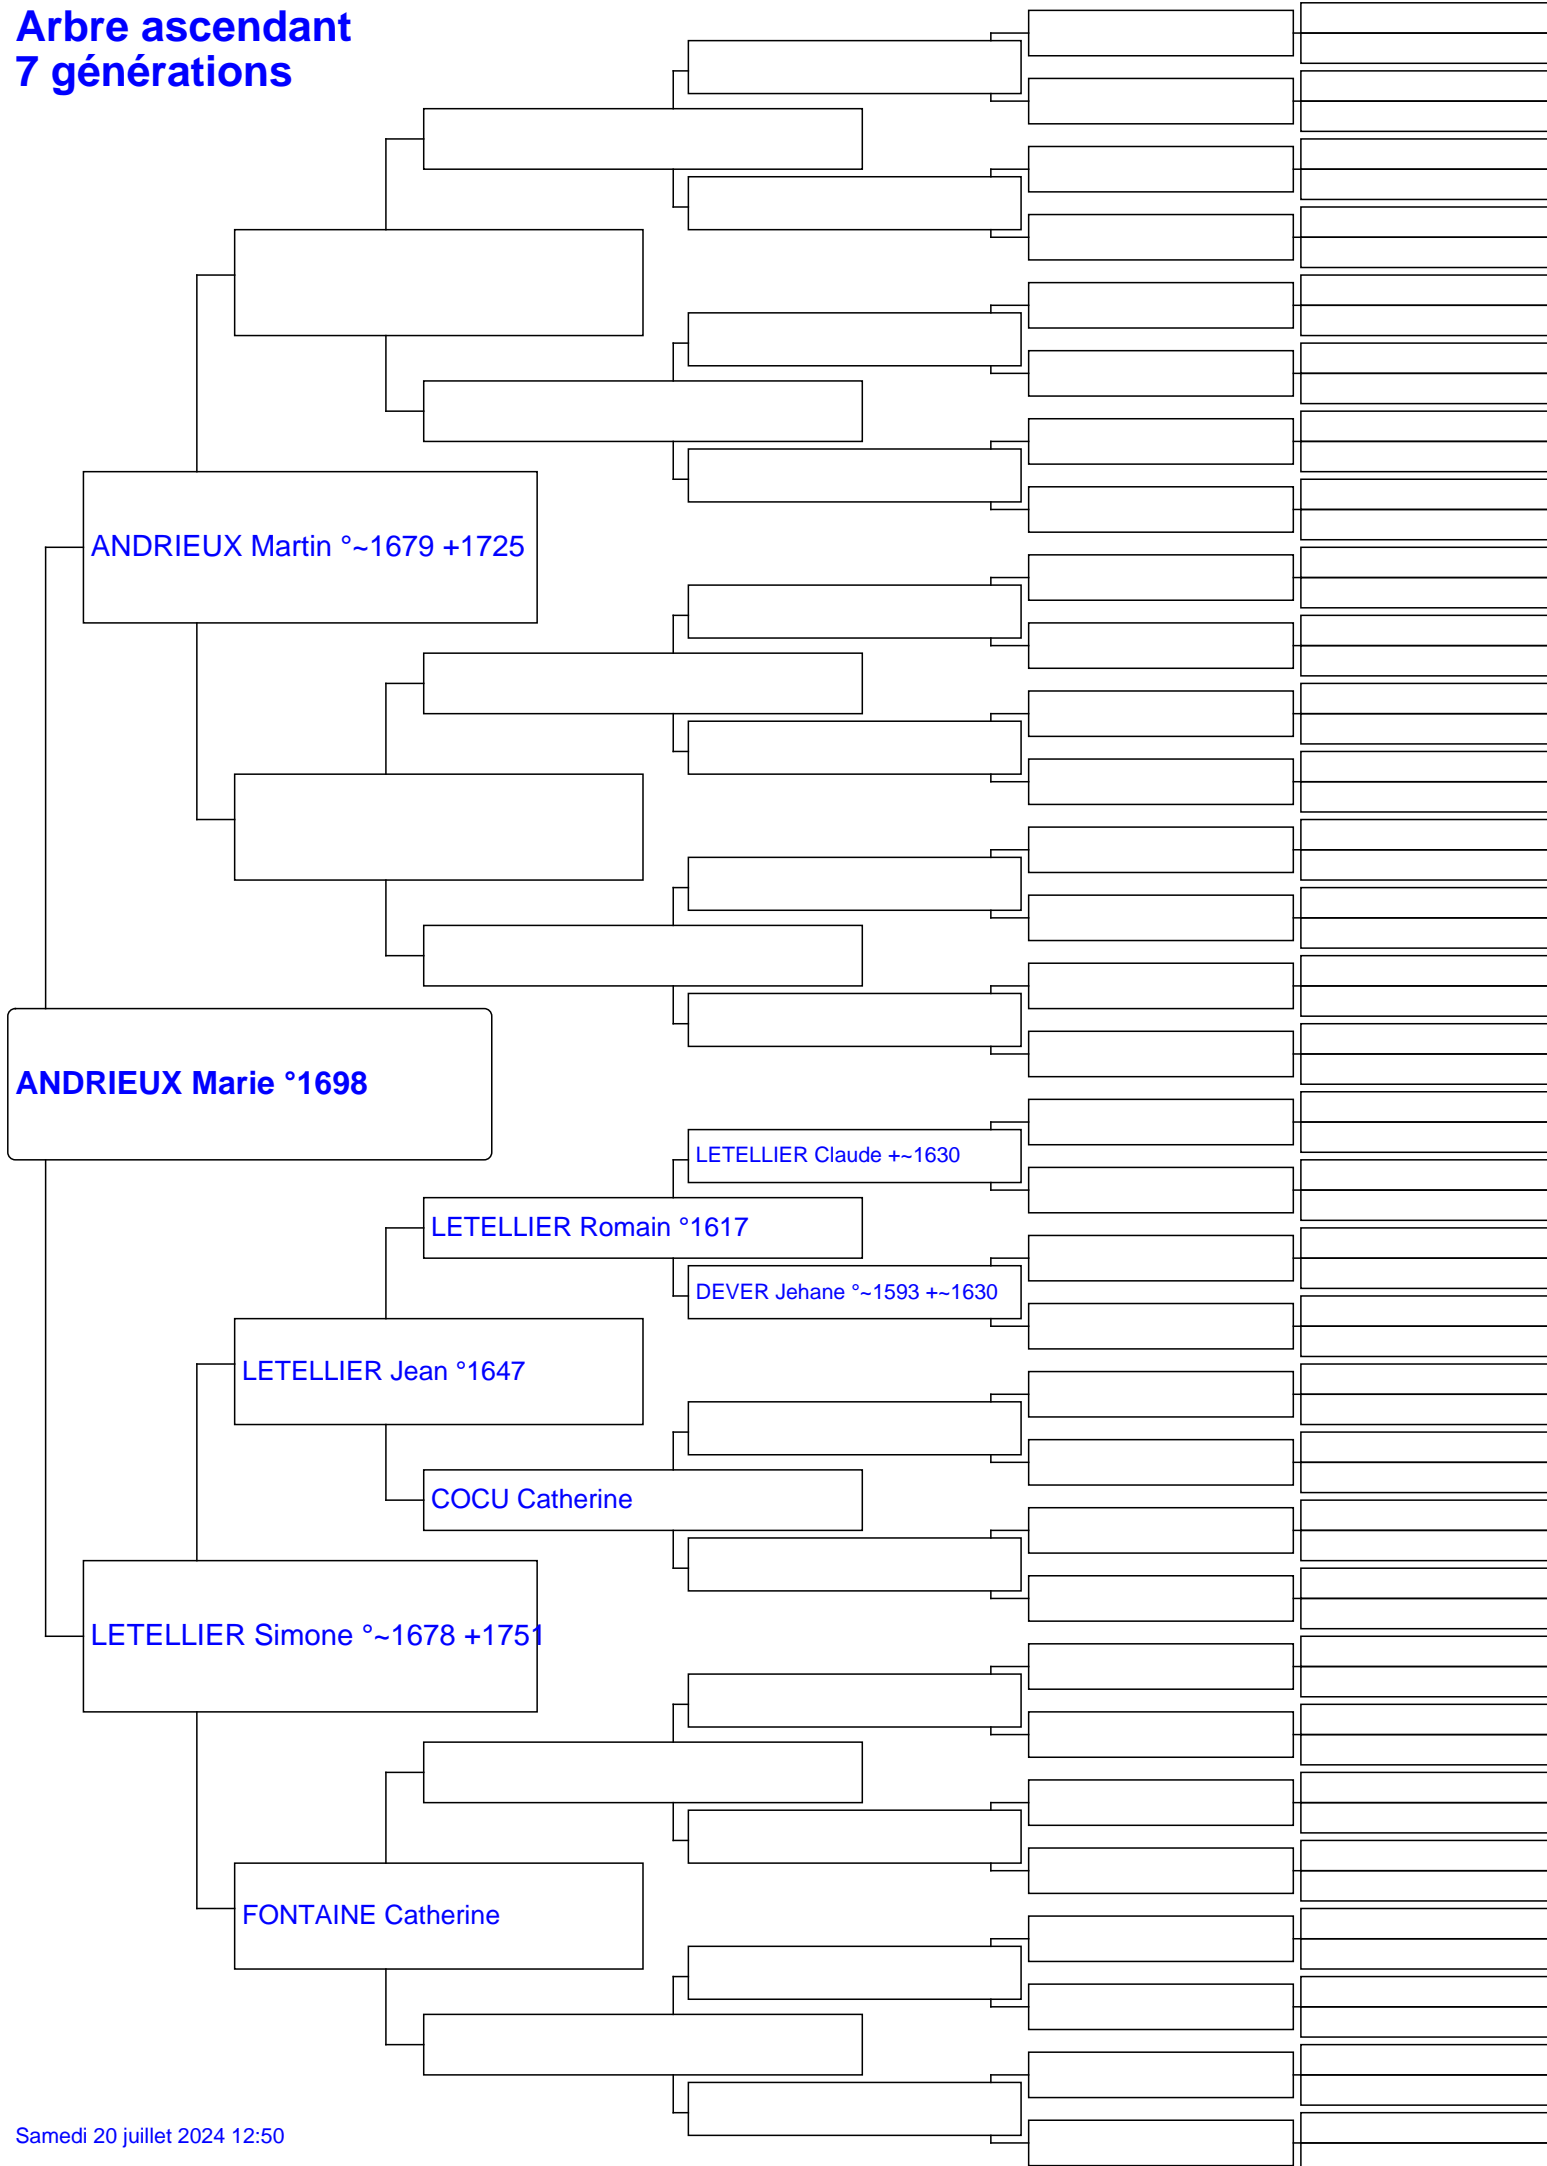 Arbre ascendant
7 générations
ANDRIEUX Martin °~1679 +1725
ANDRIEUX Marie °1698
LETELLIER Claude +~1630
LETELLIER Romain °1617
DEVER Jehane °~1593 +~1630
LETELLIER Jean °1647
COCU Catherine
LETELLIER Simone °~1678 +1751
FONTAINE Catherine
Samedi 20 juillet 2024 12:50